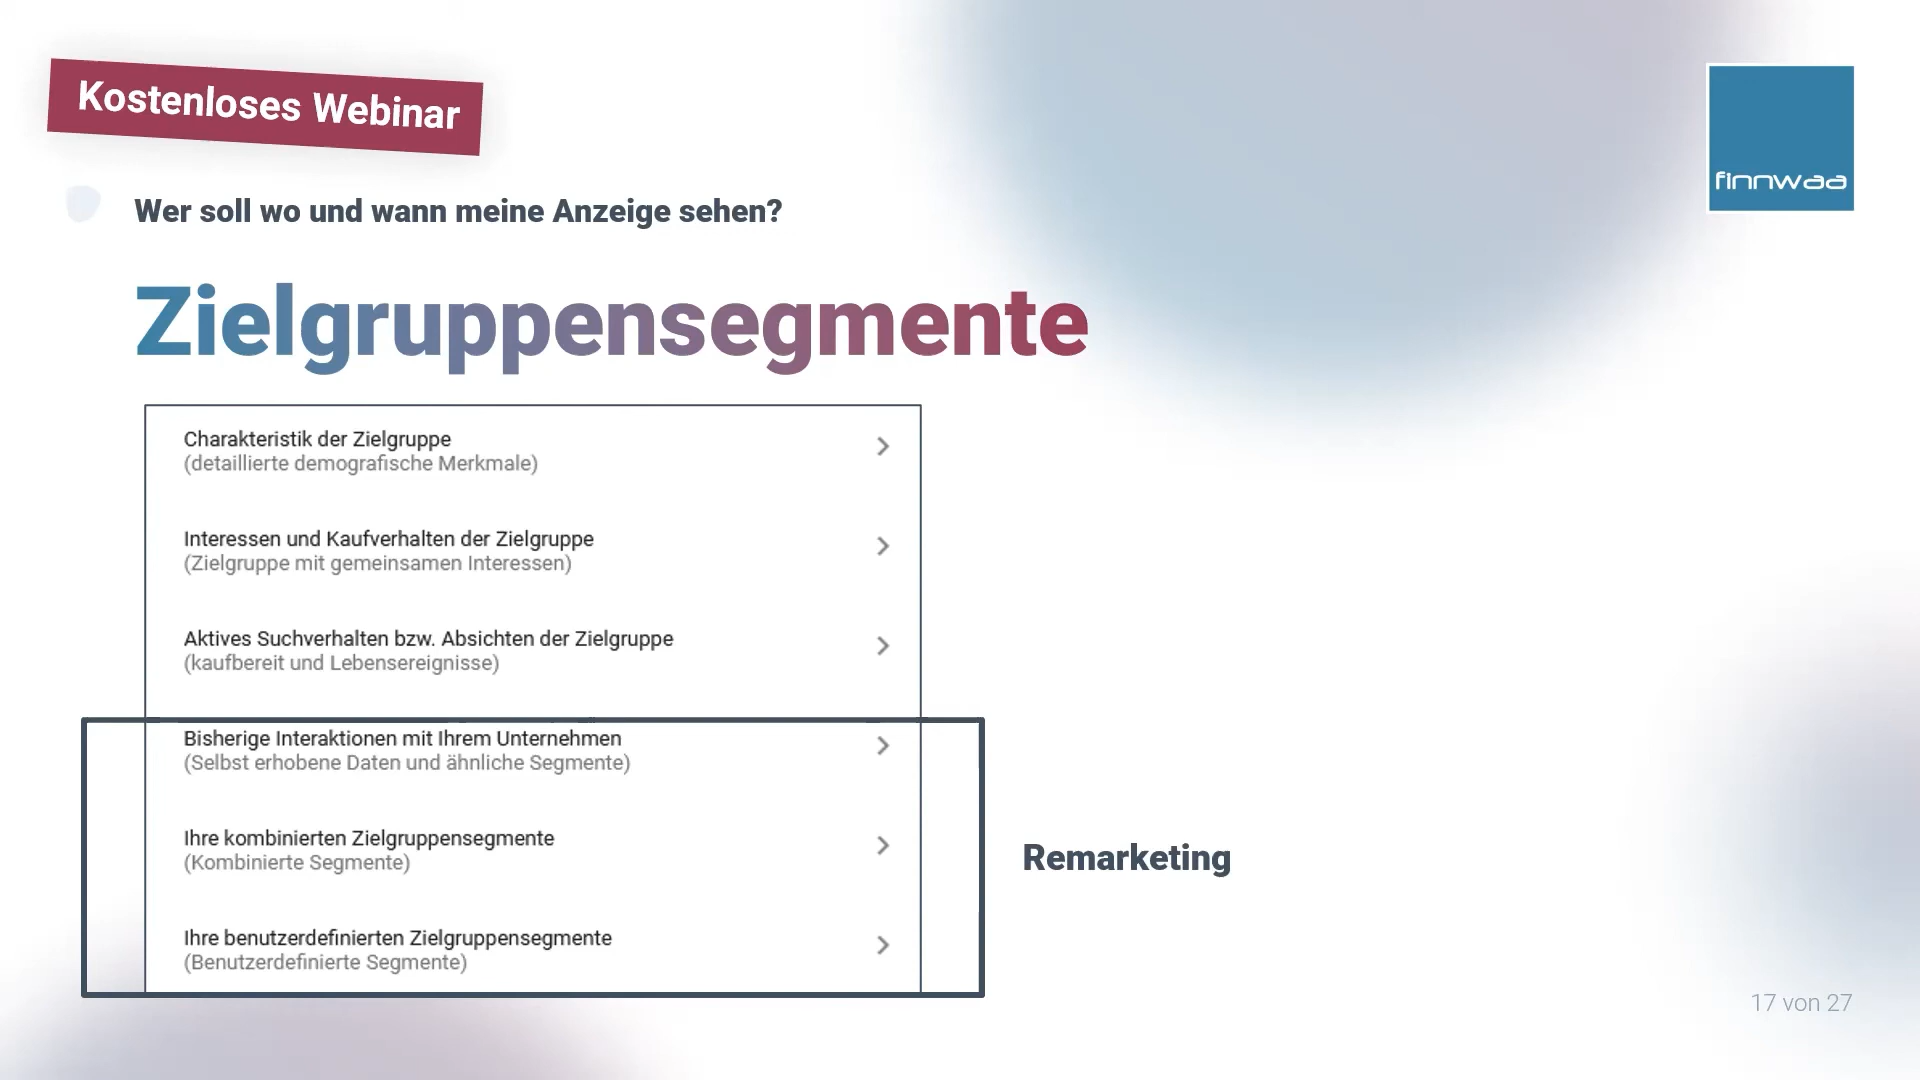 Kostenloses Webinar
finnwaa
Wer soll wo und wann meine Anzeige sehen?
Zielgruppensegmente
Charakteristik der Zielgruppe
(detaillierte demografische Merkmale)
Interessen und Kaufverhalten der Zielgruppe
(Zielgruppe mit gemeinsamen Interessen)
Aktives Suchverhalten bzw. Absichten der Zielgruppe
(kaufbereit und Lebensereignisse)
Bisherige Interaktionen mit Ihrem Unternehmen
(Selbst erhobene Daten und ähnliche Segmente)
Ihre kombinierten Zielgruppensegmente
(Kombinierte Segmente)
Remarketing
Ihre benutzerdefinierten Zielgruppensegmente
(Benutzerdefinierte Segmente)
17 von 27